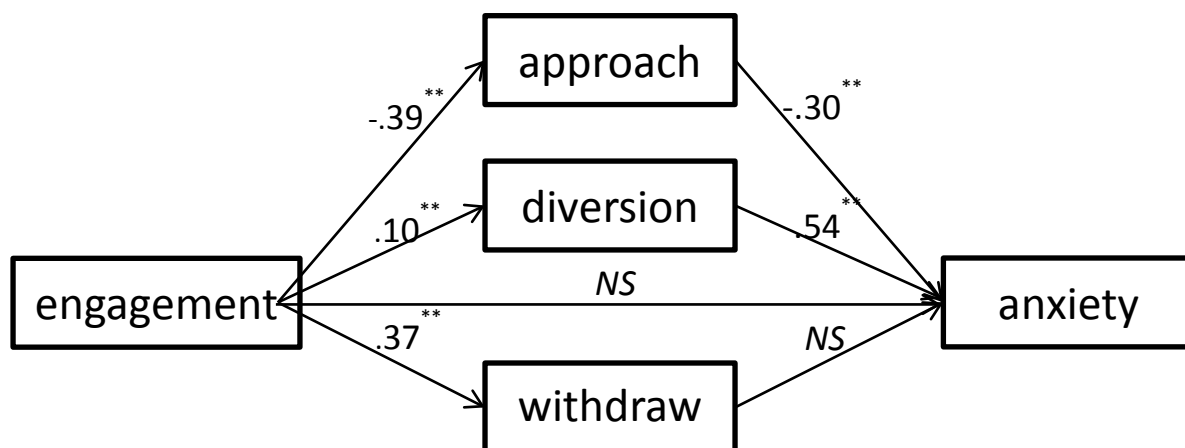 approach
-.39**
-.30**
diversion
.10**
.54**
engagement
NS
anxiety
.37**
NS
withdraw